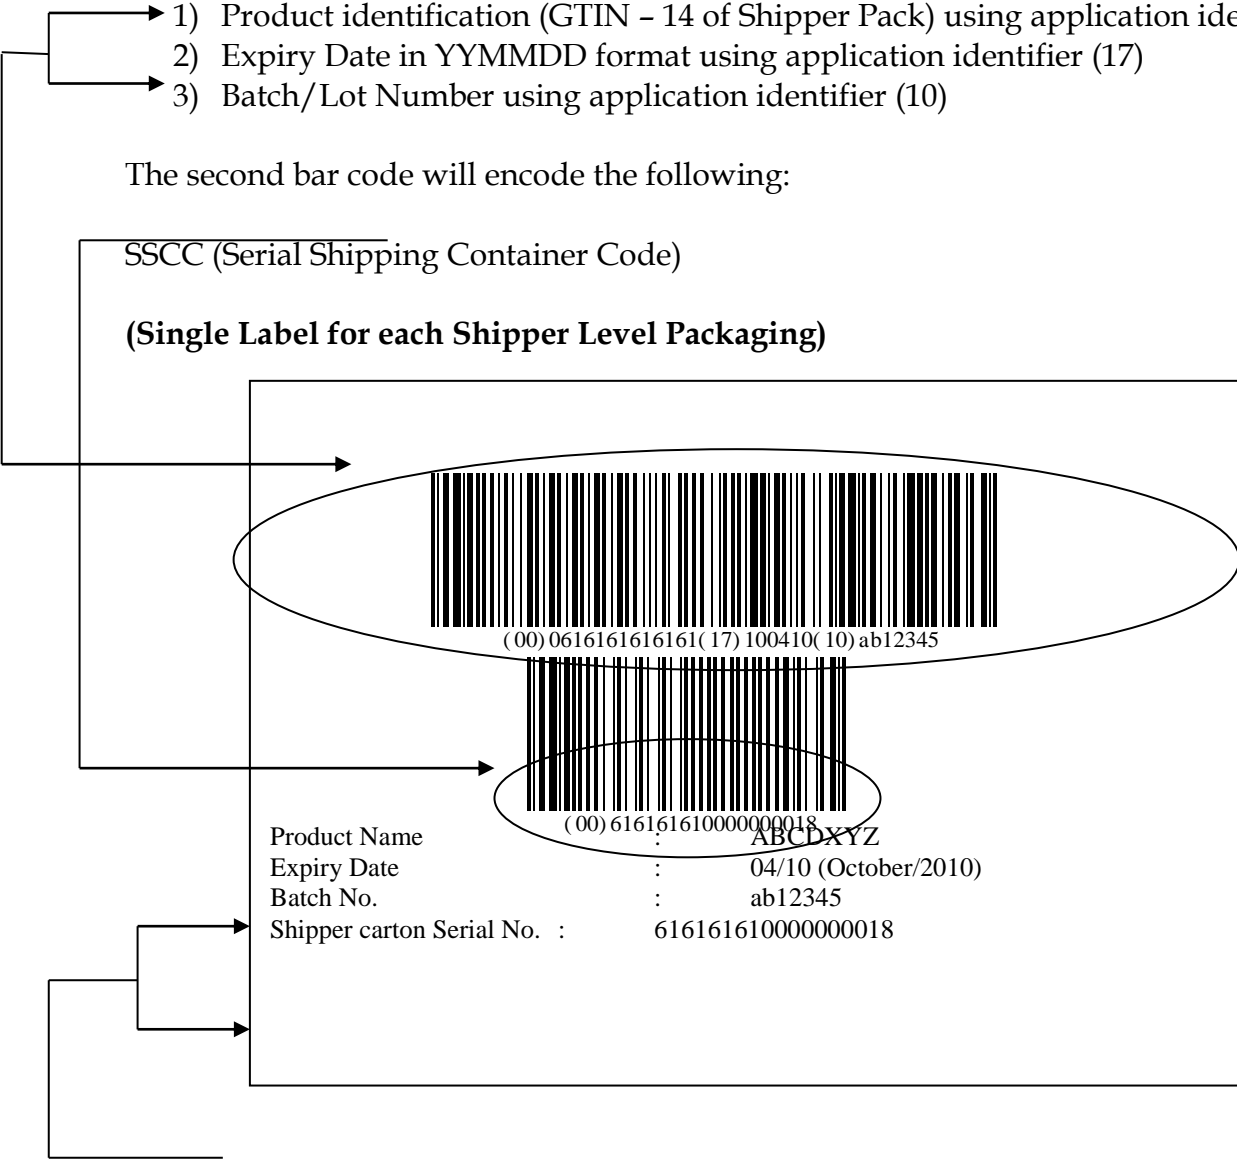 1) Product identification (GTIN – 14 of Shipper Pack) using application ide
2) Expiry Date in YYMMDD format using application identifier (17)
3) Batch/Lot Number using application identifier (10)
The second bar code will encode the following:
SSCC (Serial Shipping Container Code)
(Single Label for each Shipper Level Packaging)
(00)0616161616161(17)100410(10)ab12345
(00)616161610000000018
Product Name : ABCDXYZ
Expiry Date : 04/10 (October/2010)
Batch No. : ab12345
Shipper carton Serial No. : 616161610000000018